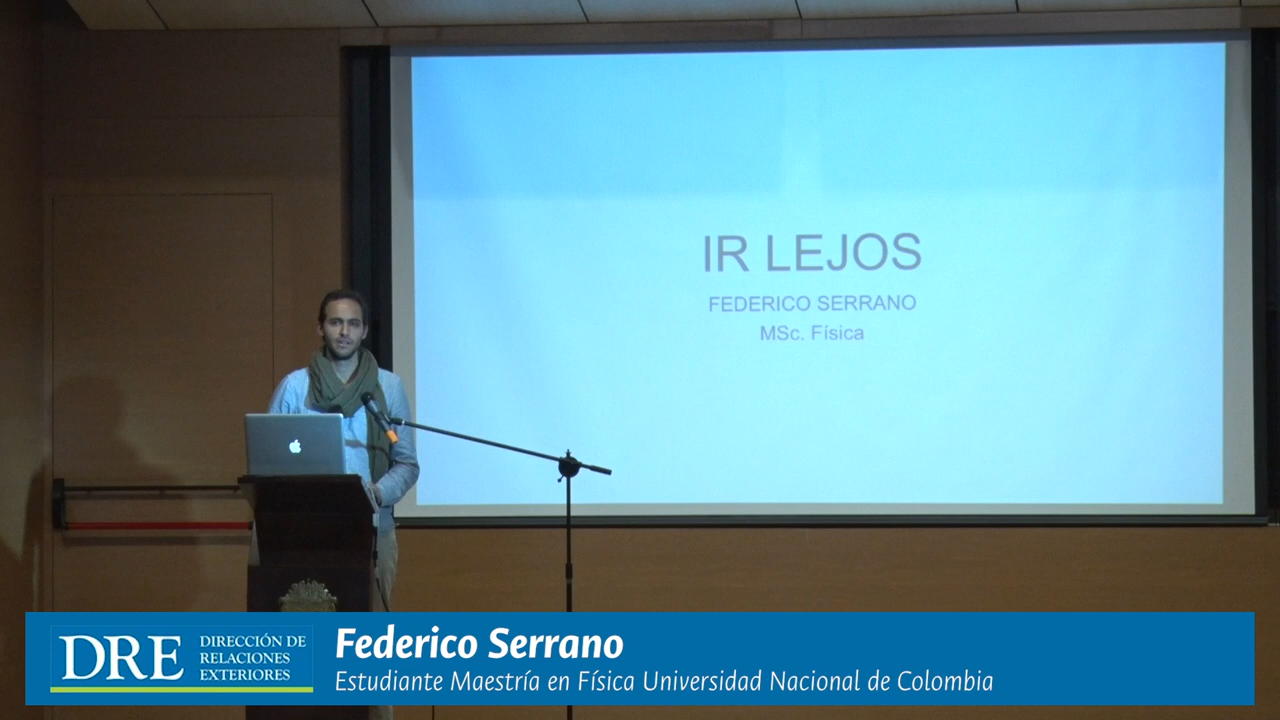 IR LEJOS
FEDERICO SERRANO
MSc. Física
DRE
DIRECCIÓN DE
RELACIONES
EXTERIORES
Federico Serrano
Estudiante Maestría en Física Universidad Nacional de Colombia